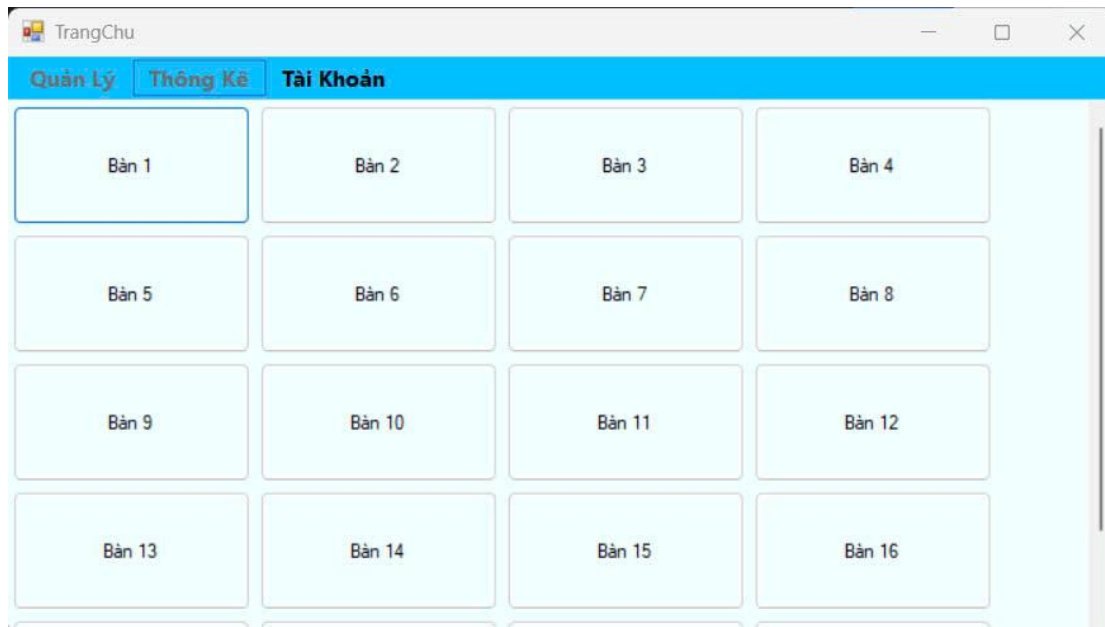 TrangChu
Quản Lý Thông Kê Tài Khoản
Bàn 1 Bàn 2 Bàn 3 Bàn 4
Bàn 5 Bàn 6 Bàn 7 Bàn 8
Bàn 9 Bàn 10 Bàn 11 Bàn 12
Bàn 13 Bàn 14 Bàn 15 Bàn 16